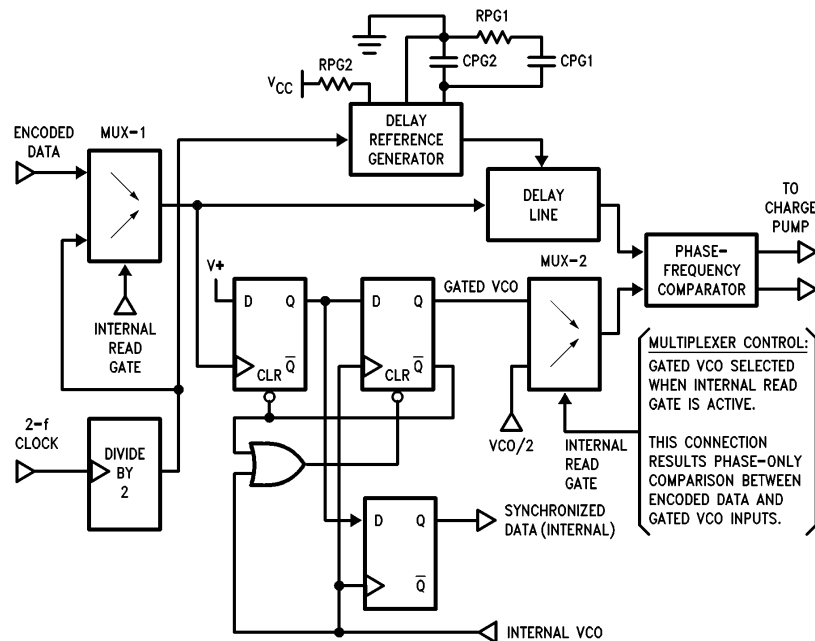 RPG1
CPG2
CPG1
RPG2
VCC
DELAY
REFERENCE
GENERATOR
ENCODED
DATA
MUX-1
DELAY
LINE
TO
CHARGE
PUMP
PHASE-
FREQUENCY
COMPARATOR
INTERNAL
READ
GATE
V+
D
Q
CLR
Q̅
D
Q
CLR
Q̅
GATED VCO
MUX-2
VCO/2
INTERNAL
READ
GATE
MULTIPLEXER CONTROL:
GATED VCO SELECTED
WHEN INTERNAL READ
GATE IS ACTIVE.
THIS CONNECTION
RESULTS PHASE-ONLY
COMPARISON BETWEEN
ENCODED DATA AND
GATED VCO INPUTS.
2-f
CLOCK
DIVIDE
BY
2
D
Q
Q̅
SYNCHRONIZED
DATA (INTERNAL)
INTERNAL VCO